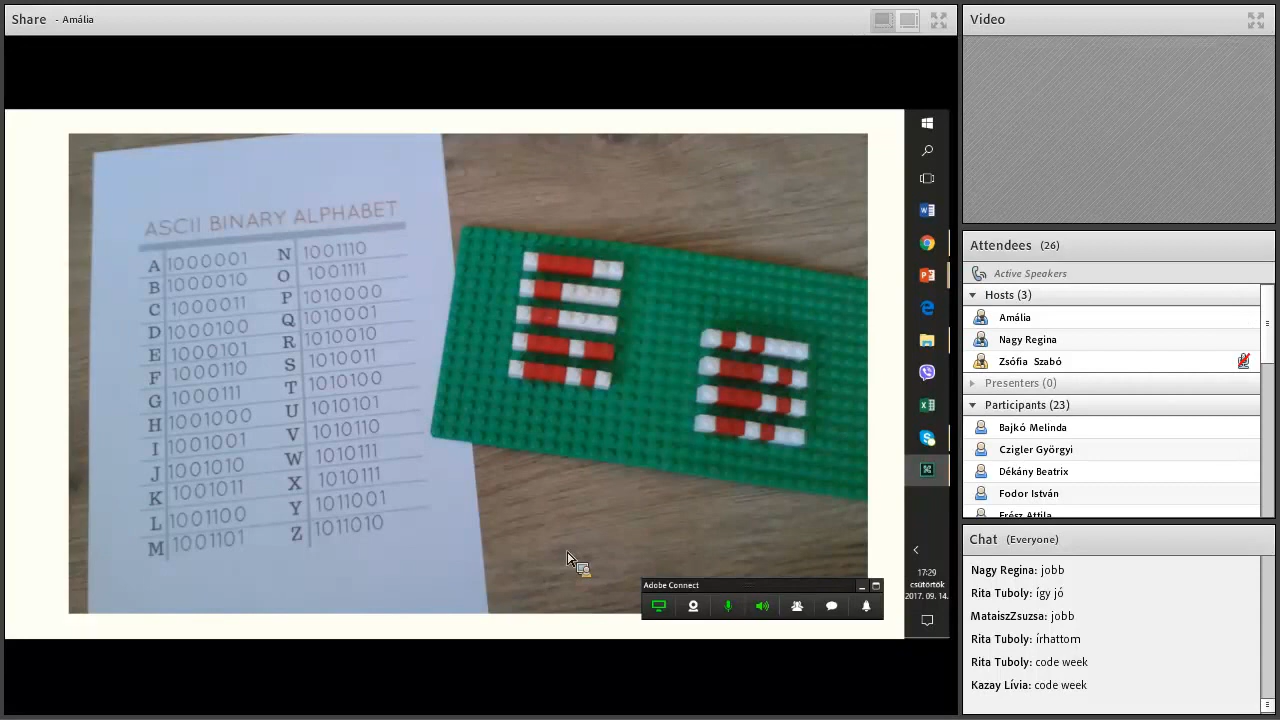 Share - Amália
ASCII BINARY ALPHABET
A 1000001 N 1001110
B 1000010 O 1001111
C 1000011 P 1010000
D 1000100 Q 1010001
E 1000101 R 1010010
F 1000110 S 1010011
G 1000111 T 1010100
H 1001000 U 1010101
I 1001001 V 1010110
J 1001010 W 1010111
K 1001011 X 1010111
L 1001100 Y 1011001
M 1001101 Z 1011010
Adobe Connect
17:29
csütörtök
2017. 09. 14.
Video
Attendees (26)
Active Speakers
Hosts (3)
Amália
Nagy Regina
Zsófia Szabó
Presenters (0)
Participants (23)
Bajkó Melinda
Czigler Györgyi
Dékány Beatrix
Fodor István
Frész Attila
Chat (Everyone)
Nagy Regina: jobb
Rita Tuboly: így jó
MataiszZsuzsa: jobb
Rita Tuboly: írhattom
Rita Tuboly: code week
Kazay Lívia: code week